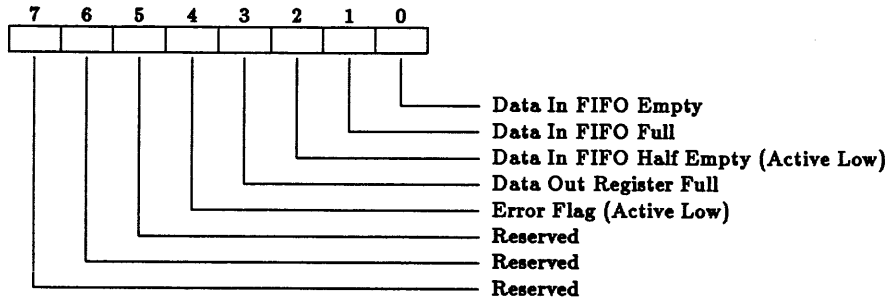 7 6 5 4 3 2 1 0
Data In FIFO Empty
Data In FIFO Full
Data In FIFO Half Empty (Active Low)
Data Out Register Full
Error Flag (Active Low)
Reserved
Reserved
Reserved